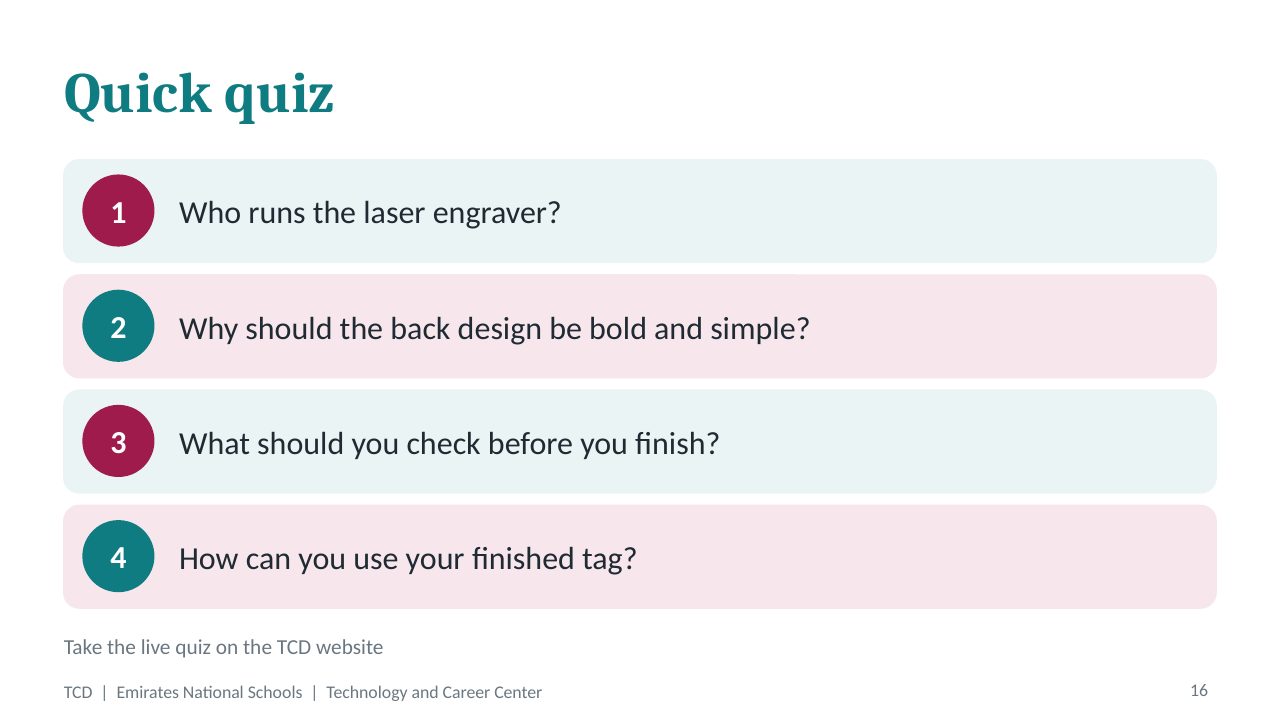 Quick quiz
1 Who runs the laser engraver?
2 Why should the back design be bold and simple?
3 What should you check before you finish?
4 How can you use your finished tag?
Take the live quiz on the TCD website
TCD | Emirates National Schools | Technology and Career Center 16